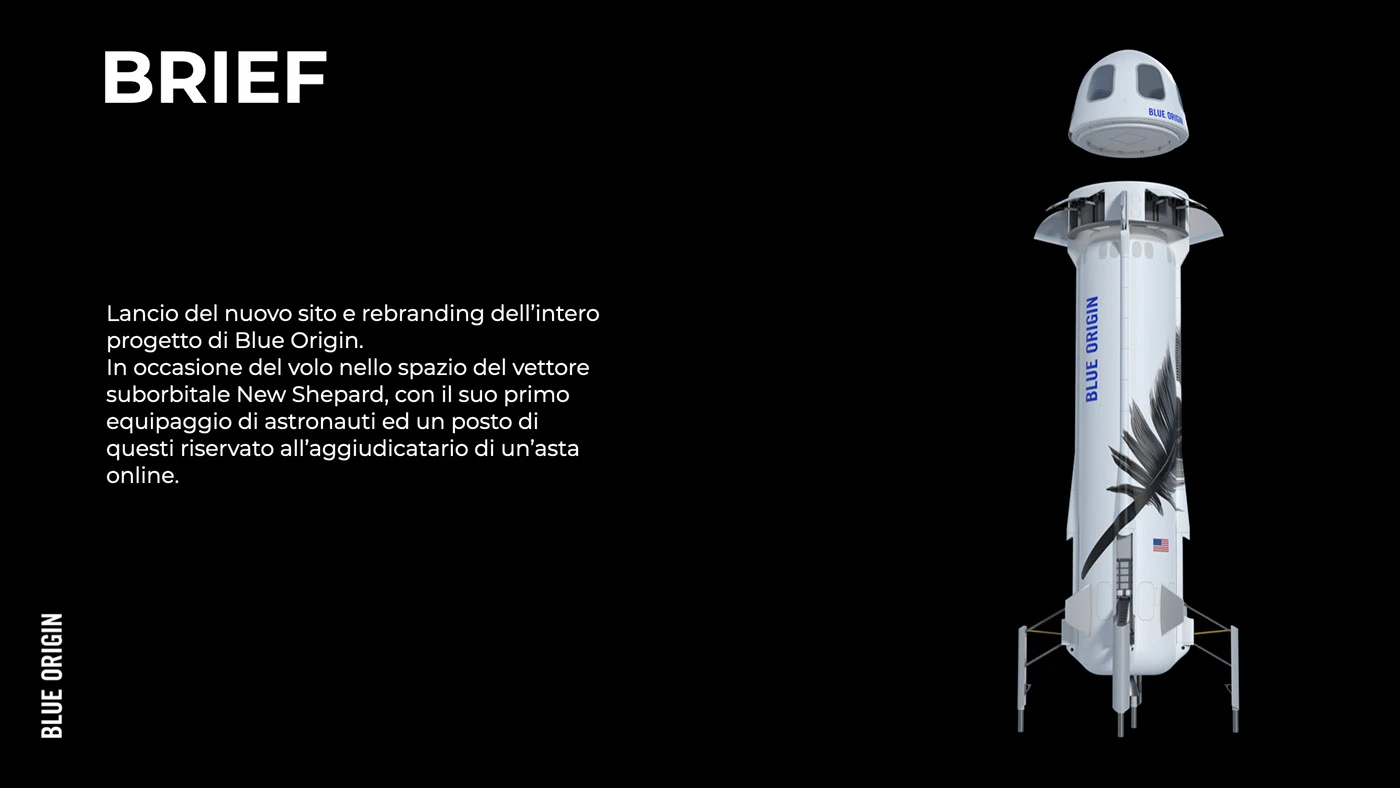 BRIEF
Lancio del nuovo sito e rebranding dell’intero
progetto di Blue Origin.
In occasione del volo nello spazio del vettore
suborbitale New Shepard, con il suo primo
equipaggio di astronauti ed un posto di
questi riservato all’aggiudicatario di un’asta
online.
BLUE ORIGIN
BLUE ORIGIN
BLUE ORIGIN